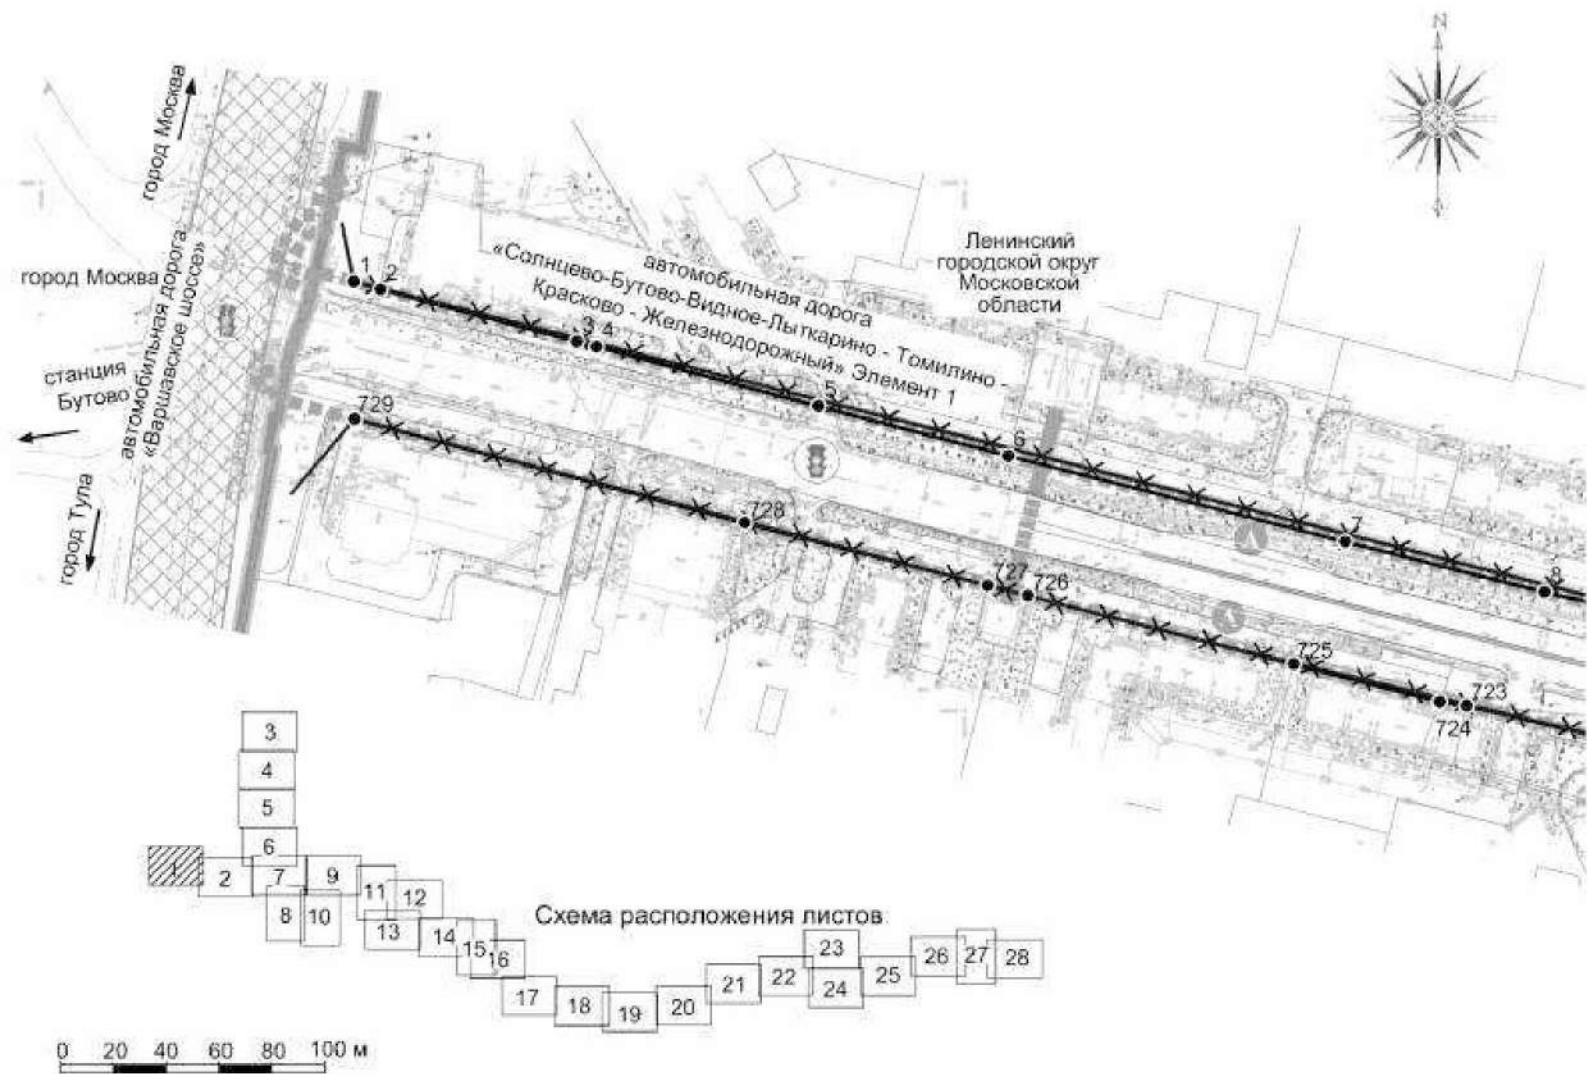 N
город Москва
автомобильная дорога
«Варшавское шоссе»
город Москва
станция
Бутово
город Тула
автомобильная дорога
«Солнцево-Бутово-Видное-Лыткарино - Томилино -
Красково - Железнодорожный» Элемент 1
Ленинский
городской округ
Московской
области
1
2
3
4
5
6
7
8
729
728
727
726
725
724
723
3
4
5
6
1
2
7
9
8
10
11
12
13
14
15
16
17
18
19
20
21
22
23
24
25
26
27
28
Схема расположения листов
0 20 40 60 80 100 м